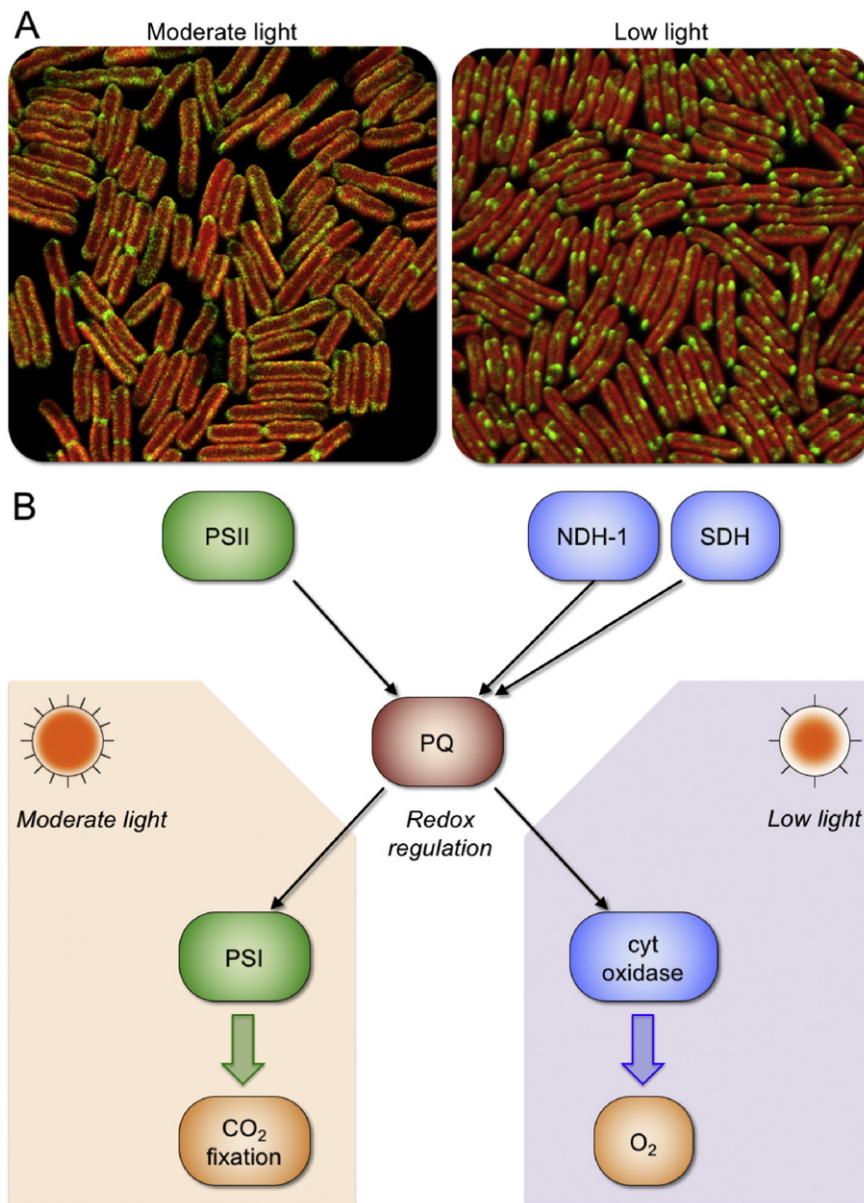 A
Moderate light
Low light
B
PSII
NDH-1
SDH
PQ
Moderate light
Redox
regulation
Low light
PSI
cyt
oxidase
CO₂
fixation
O₂